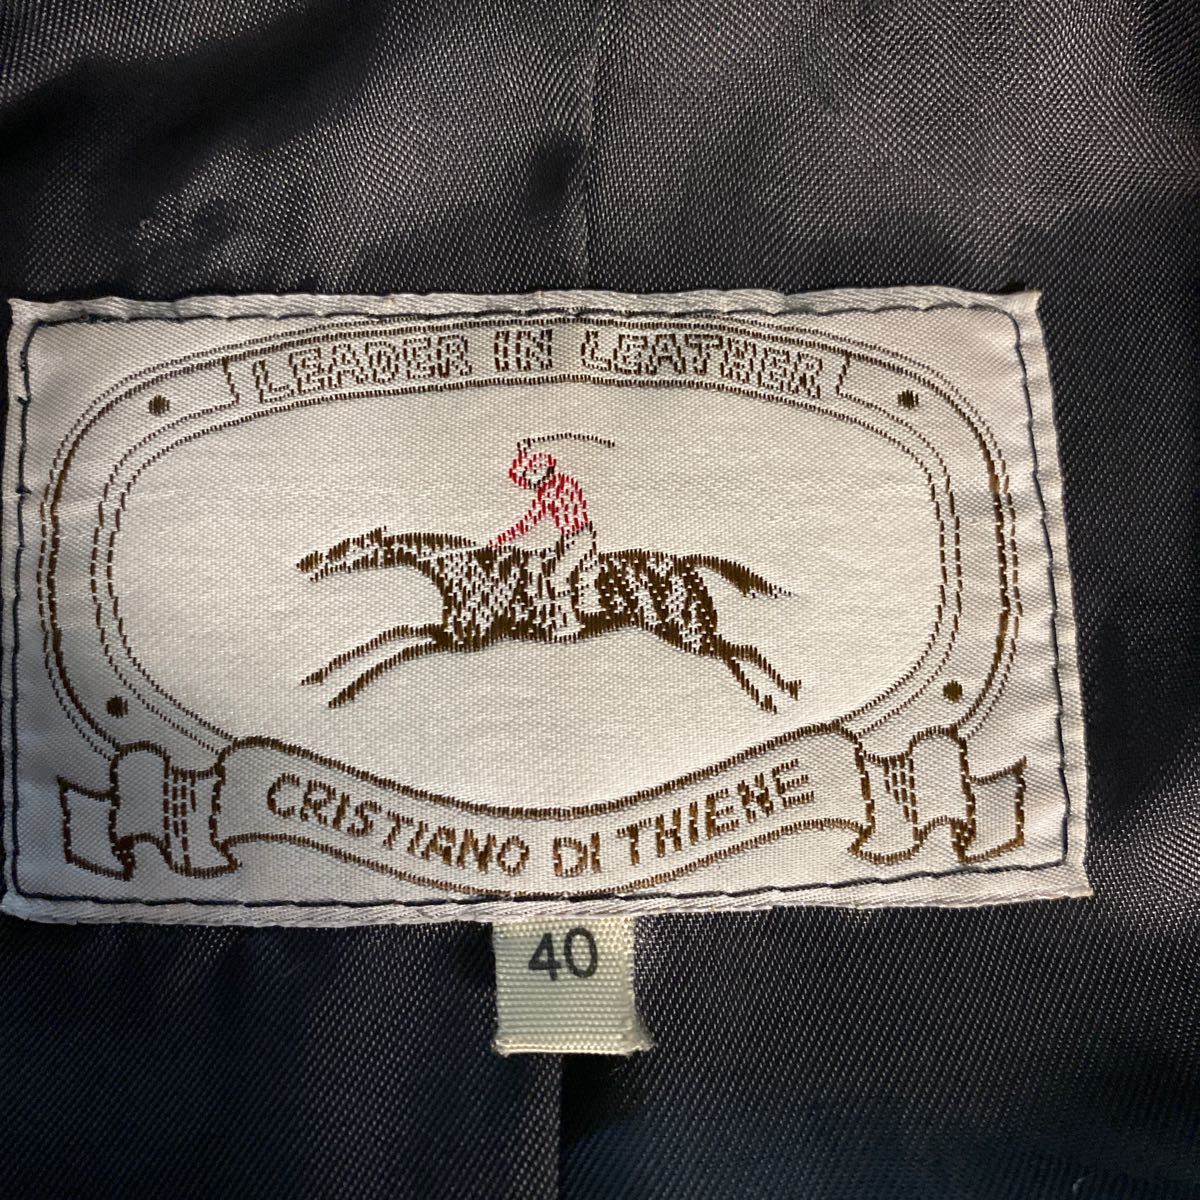 LEADER IN LEATHER
CRISTIANO DI THIENE
40